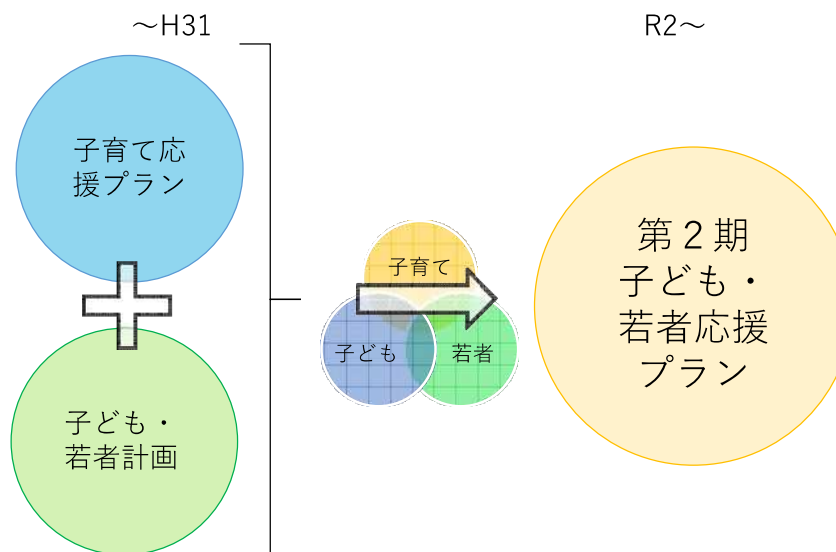 ～H31
R2～
子育て応
援プラン
子ども・
若者計画
子育て
子ども
若者
第２期
子ども・
若者応援
プラン